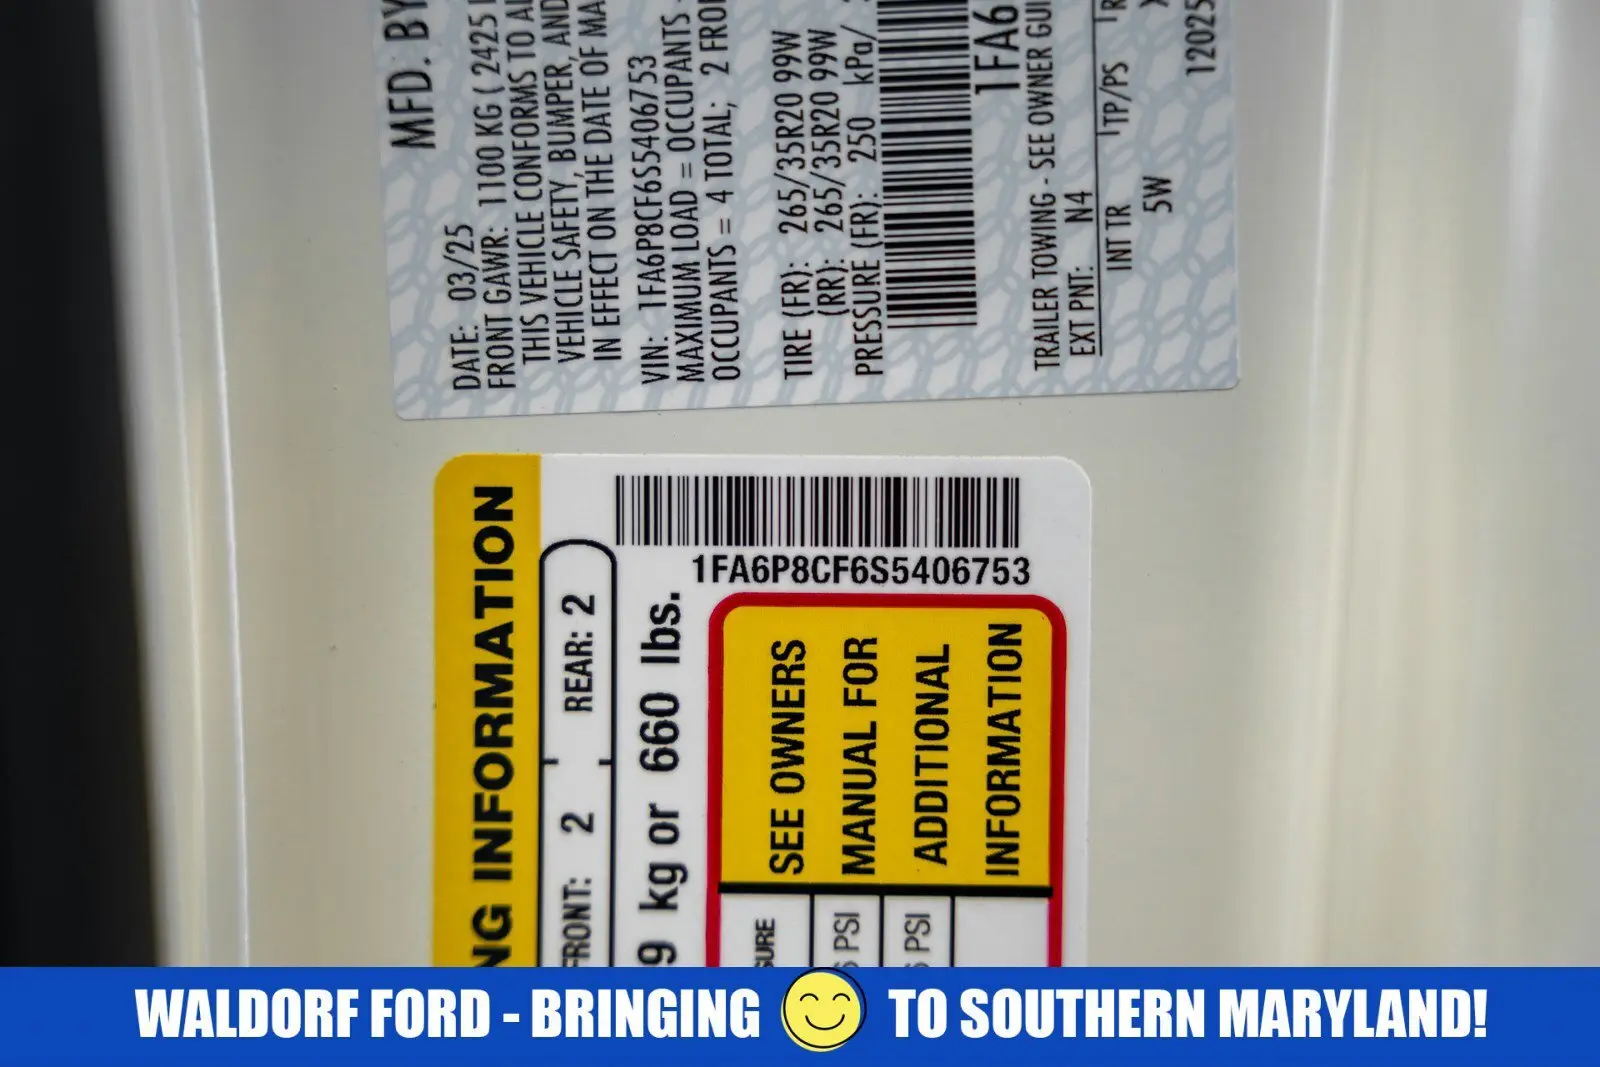 MFD. BY
DATE: 03/25
FRONT GAWR: 1100 KG ( 2425
THIS VEHICLE CONFORMS TO
VEHICLE SAFETY, BUMPER, AND
IN EFFECT ON THE DATE OF
VIN: 1FA6P8CF6S5406753
MAXIMUM LOAD = OCCUPANTS
OCCUPANTS = 4 TOTAL; 2
TIRE (FR): 265/35R20 99W
(RR): 265/35R20 99W
PRESSURE (FR): 250 kPa/
1FA6
TRAILER TOWING - SEE OWNER
EXT PNT: N4
INT TR TP/PS R
5W
12025
NG INFORMATION
FRONT: 2 REAR: 2
9 kg or 660 lbs.
1FA6P8CF6S5406753
SEE OWNERS
MANUAL FOR
ADDITIONAL
INFORMATION
SURE
PSI
PSI
WALDORF FORD - BRINGING TO SOUTHERN MARYLAND!